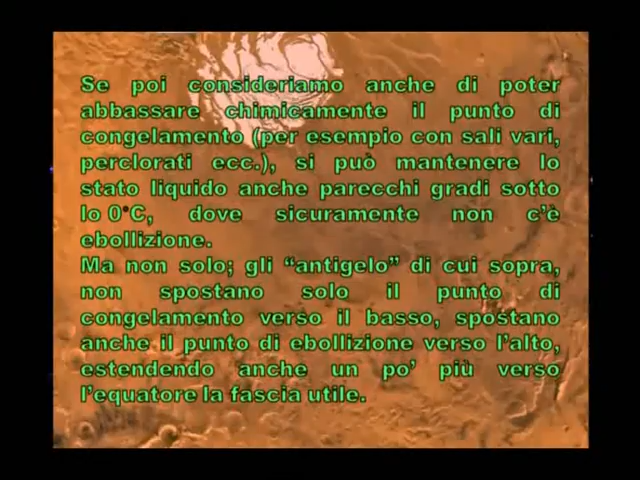 Se poi consideriamo anche di poter
abbassare chimicamente il punto di
congelamento (per esempio con sali vari,
perclorati ecc.), si può mantenere lo
stato liquido anche parecchi gradi sotto
lo 0°C, dove sicuramente non c'è
ebollizione.
Ma non solo; gli “antigelo” di cui sopra,
non spostano solo il punto di
congelamento verso il basso, spostano
anche il punto di ebollizione verso l'alto,
estendendo anche un po' più verso
l'equatore la fascia utile.